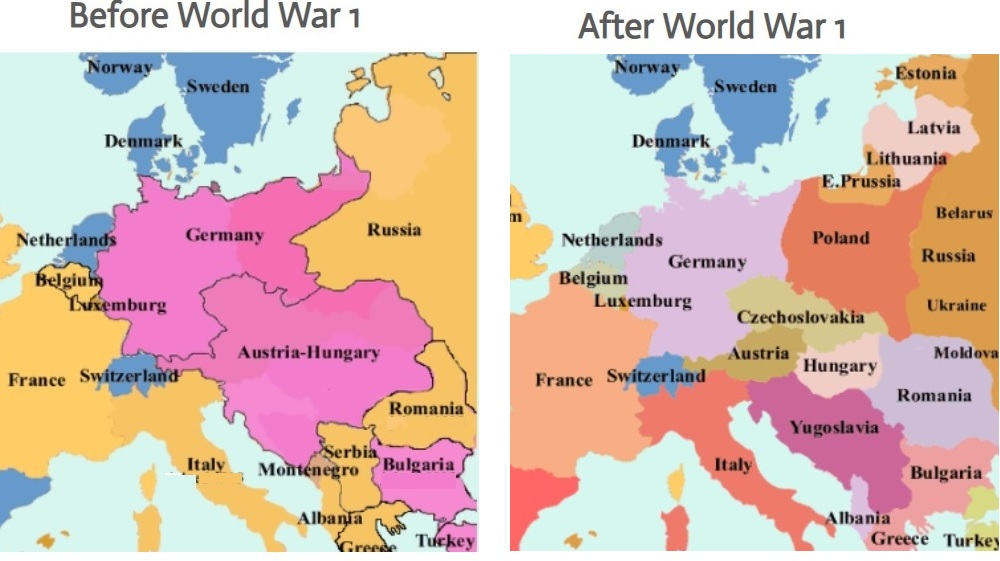 Before World War 1
Norway
Sweden
Denmark
Netherlands
Germany
Russia
Belgium
Luxemburg
Austria-Hungary
France
Switzerland
Romania
Serbia
Italy
Montenegro
Bulgaria
Albania
Greece
Turkey
After World War 1
Norway
Sweden
Estonia
Denmark
Latvia
Lithuania
E.Prussia
m
Belarus
Netherlands
Poland
Russia
Germany
Belgium
Luxemburg
Ukraine
Czechoslovakia
Austria
Moldova
Hungary
France
Switzerland
Romania
Yugoslavia
Italy
Bulgaria
Albania
Greece
Turkey